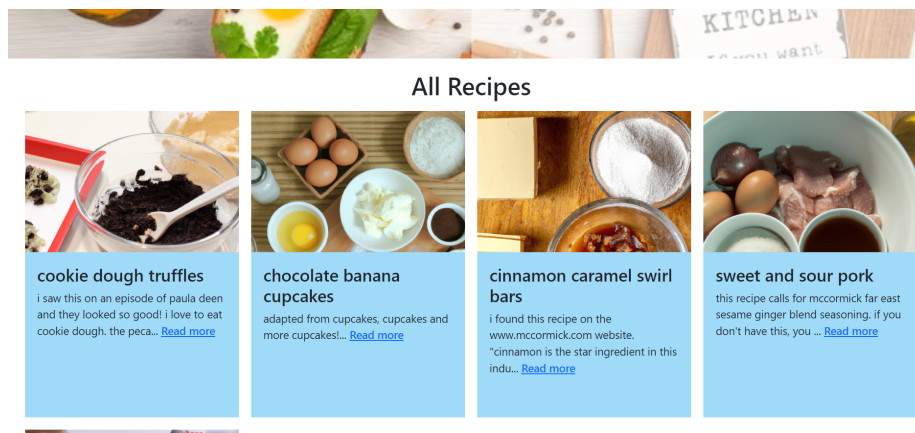 KITCHEN
If you want
All Recipes
cookie dough truffles
i saw this on an episode of paula deen
and they looked so good! i love to eat
cookie dough. the peca... Read more
chocolate banana
cupcakes
adapted from cupcakes, cupcakes and
more cupcakes!... Read more
cinnamon caramel swirl
bars
i found this recipe on the
www.mccormick.com website.
"cinnamon is the star ingredient in this
indu... Read more
sweet and sour pork
this recipe calls for mccormick far east
sesame ginger blend seasoning. if you
don't have this, you ... Read more